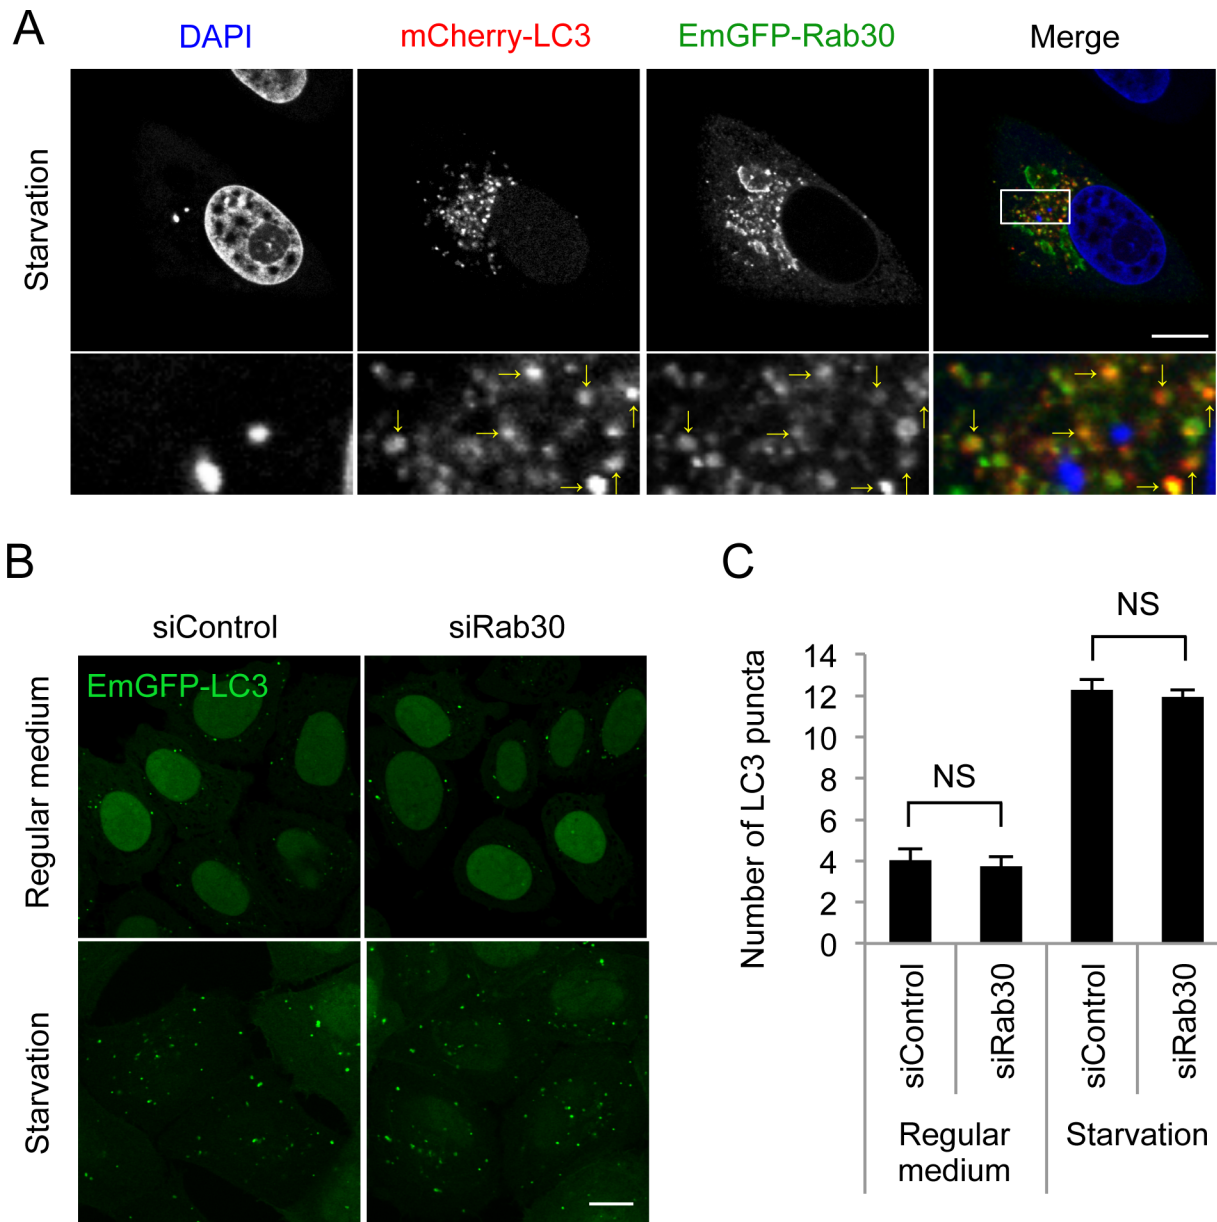 A
DAPI
mCherry-LC3
EmGFP-Rab30
Merge
Starvation
→ ↓ → ↑ ↓ → ↑ →
B
siControl
siRab30
EmGFP-LC3
Regular medium
Starvation
C
Number of LC3 puncta
14
12
10
8
6
4
2
0
NS
NS
siControl
siRab30
siControl
siRab30
Regular
medium
Starvation